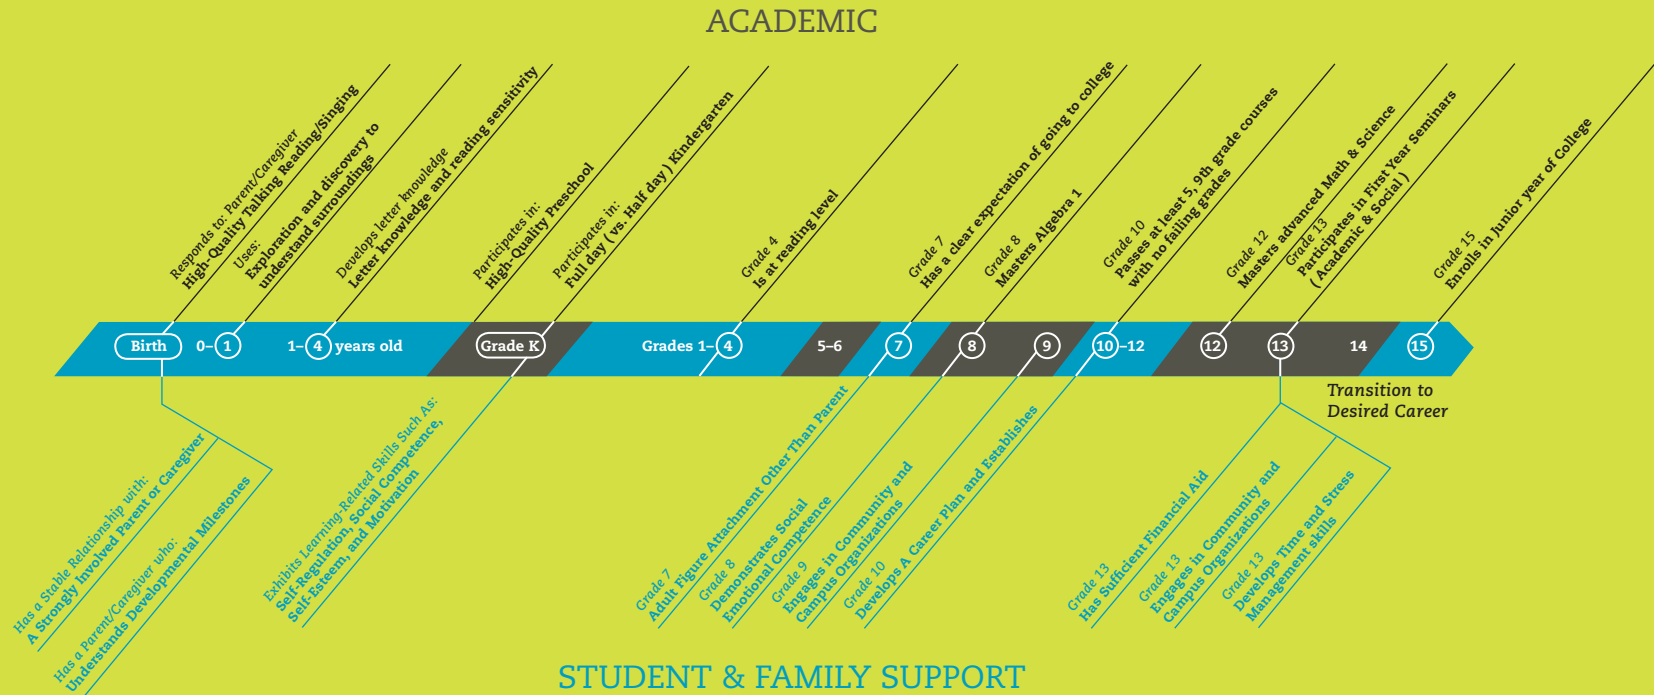 ACADEMIC
Responds to: Parent/Caregiver
High-Quality Talking Reading/Singing
Uses:
Exploration and discovery to
understand surroundings
Develops letter knowledge
Letter knowledge and reading sensitivity
Participates in:
High-Quality Preschool
Participates in:
Full day ( vs. Half day ) Kindergarten
Grade 4
Is at reading level
Grade 7
Has a clear expectation of going to college
Grade 8
Masters Algebra 1
Grade 10
Passes at least 5, 9th grade courses
with no failing grades
Grade 12
Masters advanced Math & Science
Grade 13
Participates in First Year Seminars
( Academic & Social )
Grade 15
Enrolls in Junior year of College
Birth 0–1 1–4 years old Grade K Grades 1–4 5–6 7 8 9 10–12 12 13 14 15
Transition to
Desired Career
Has a Stable Relationship with:
A Strongly Involved Parent or Caregiver
Has a Parent/Caregiver who:
Understands Developmental Milestones
Exhibits Learning-Related Skills Such As:
Self-Regulation, Social Competence,
Self-Esteem, and Motivation
Grade 7
Adult Figure Attachment Other Than Parent
Grade 8
Demonstrates Social
Emotional Competence
Grade 9
Engages in Community and
Campus Organizations
Grade 10
Develops A Career Plan and Establishes
Grade 13
Has Sufficient Financial Aid
Grade 13
Engages in Community and
Campus Organizations
Grade 13
Develops Time and Stress
Management skills
STUDENT & FAMILY SUPPORT